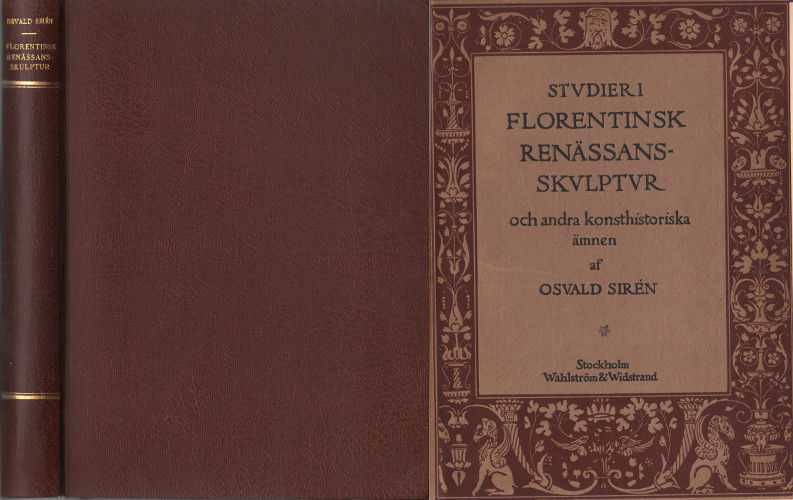 OSVALD SIRÉN
FLORENTINSK
RENÄSSANS-
SKULPTUR
STVDIER I
FLORENTINSK
RENÄSSANS-
SKVLPTVR
och andra konsthistoriska
ämnen
af
OSVALD SIRÉN
Stockholm
Wahlström & Widstrand